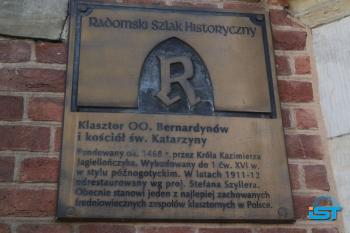 Radomski Szlak Historyczny
R
Klasztor OO. Bernardynów
i kościół św. Katarzyny
Fundowany ok. 1468 r. przez Króla Kazimierza
Jagiellończyka. Wybudowany do 1 ćw. XVI w.
w stylu późnogotyckim. W latach 1911-12
odrestaurowany wg proj. Stefana Szyllera.
Obecnie stanowi jeden z najlepiej zachowanych
średniowiecznych zespołów klasztornych w Polsce.
iST